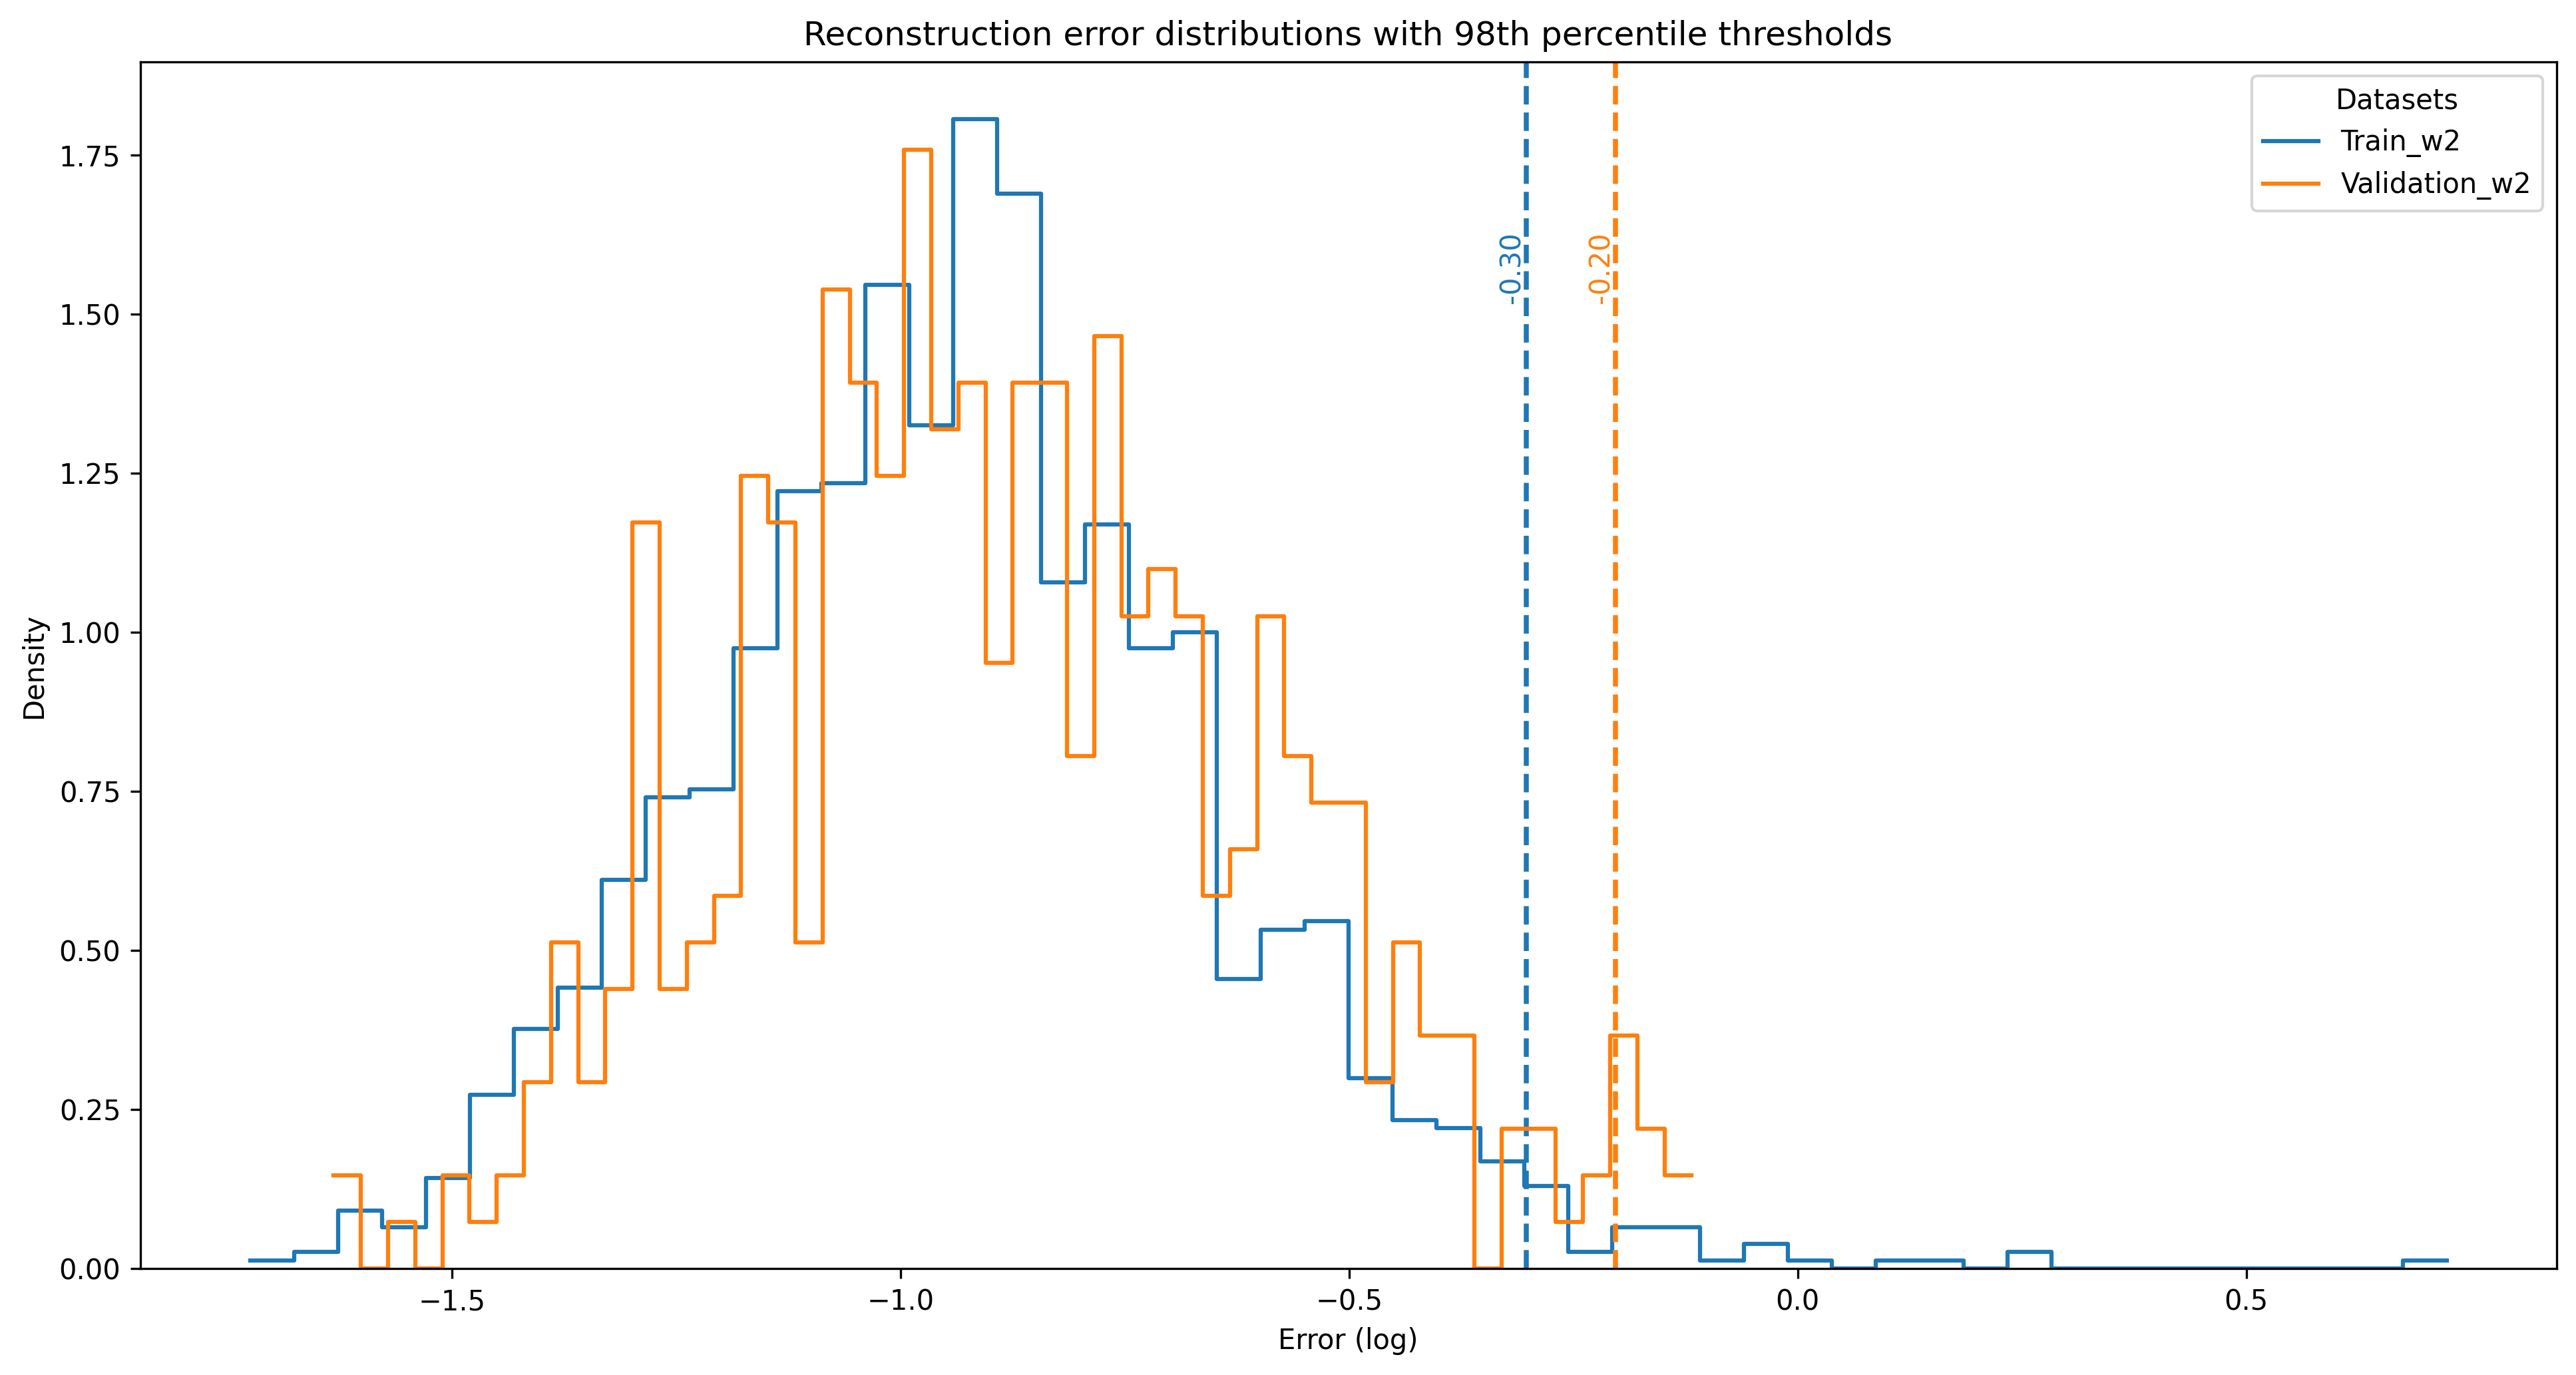 Reconstruction error distributions with 98th percentile thresholds
Datasets
Train_w2
Validation_w2
-0.30
-0.20
Density
1.75
1.50
1.25
1.00
0.75
0.50
0.25
0.00
−1.5
−1.0
−0.5
0.0
0.5
Error (log)